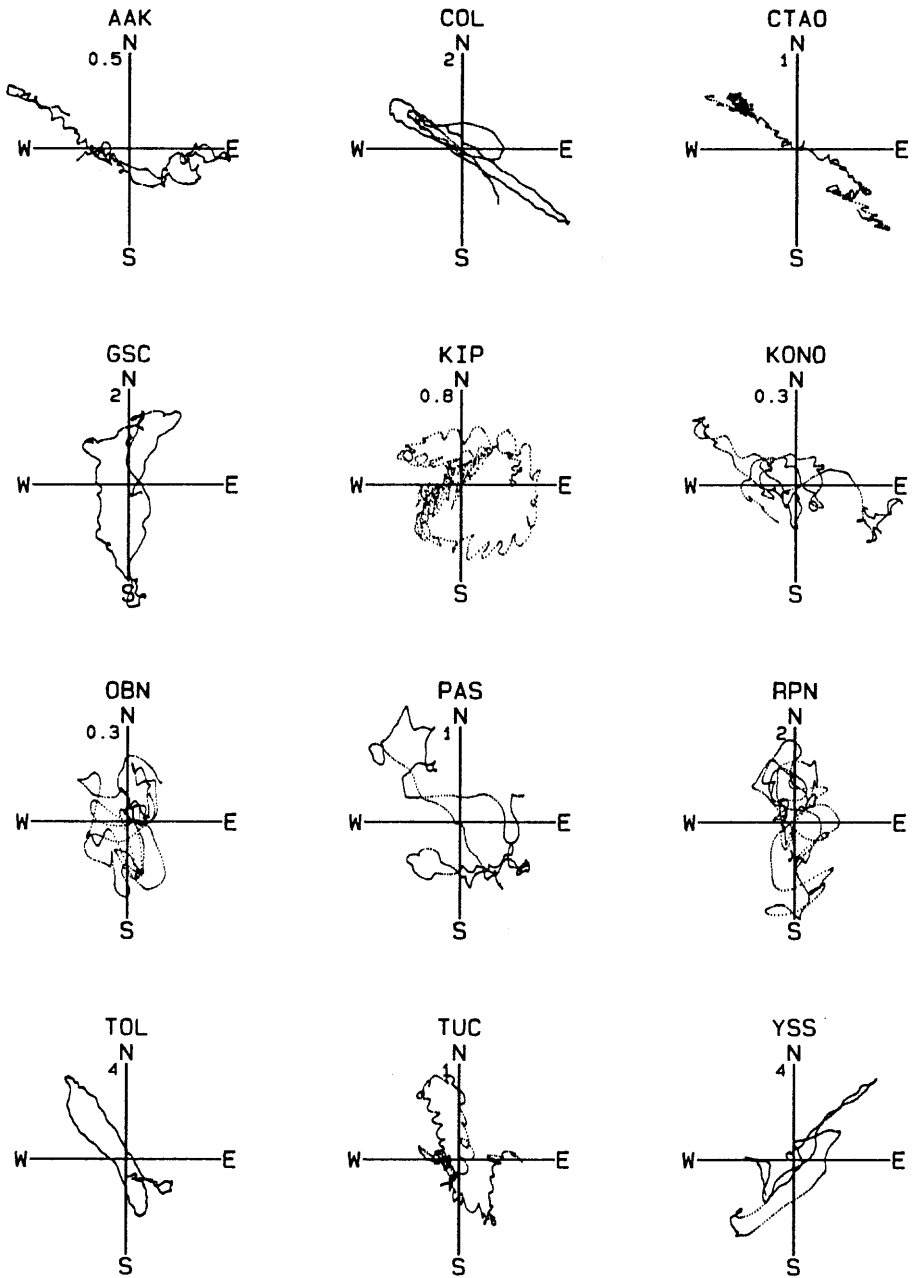 AAK COL CTAO
N N N
0.5 2 1
W E W E W E
S S S
GSC KIP KONO
N N N
2 0.8 0.3
W E W E W E
S S S
OBN PAS RPN
N N N
0.3 1 2
W E W E W E
S S S
TOL TUC YSS
N N N
4 1 4
W E W E W E
S S S